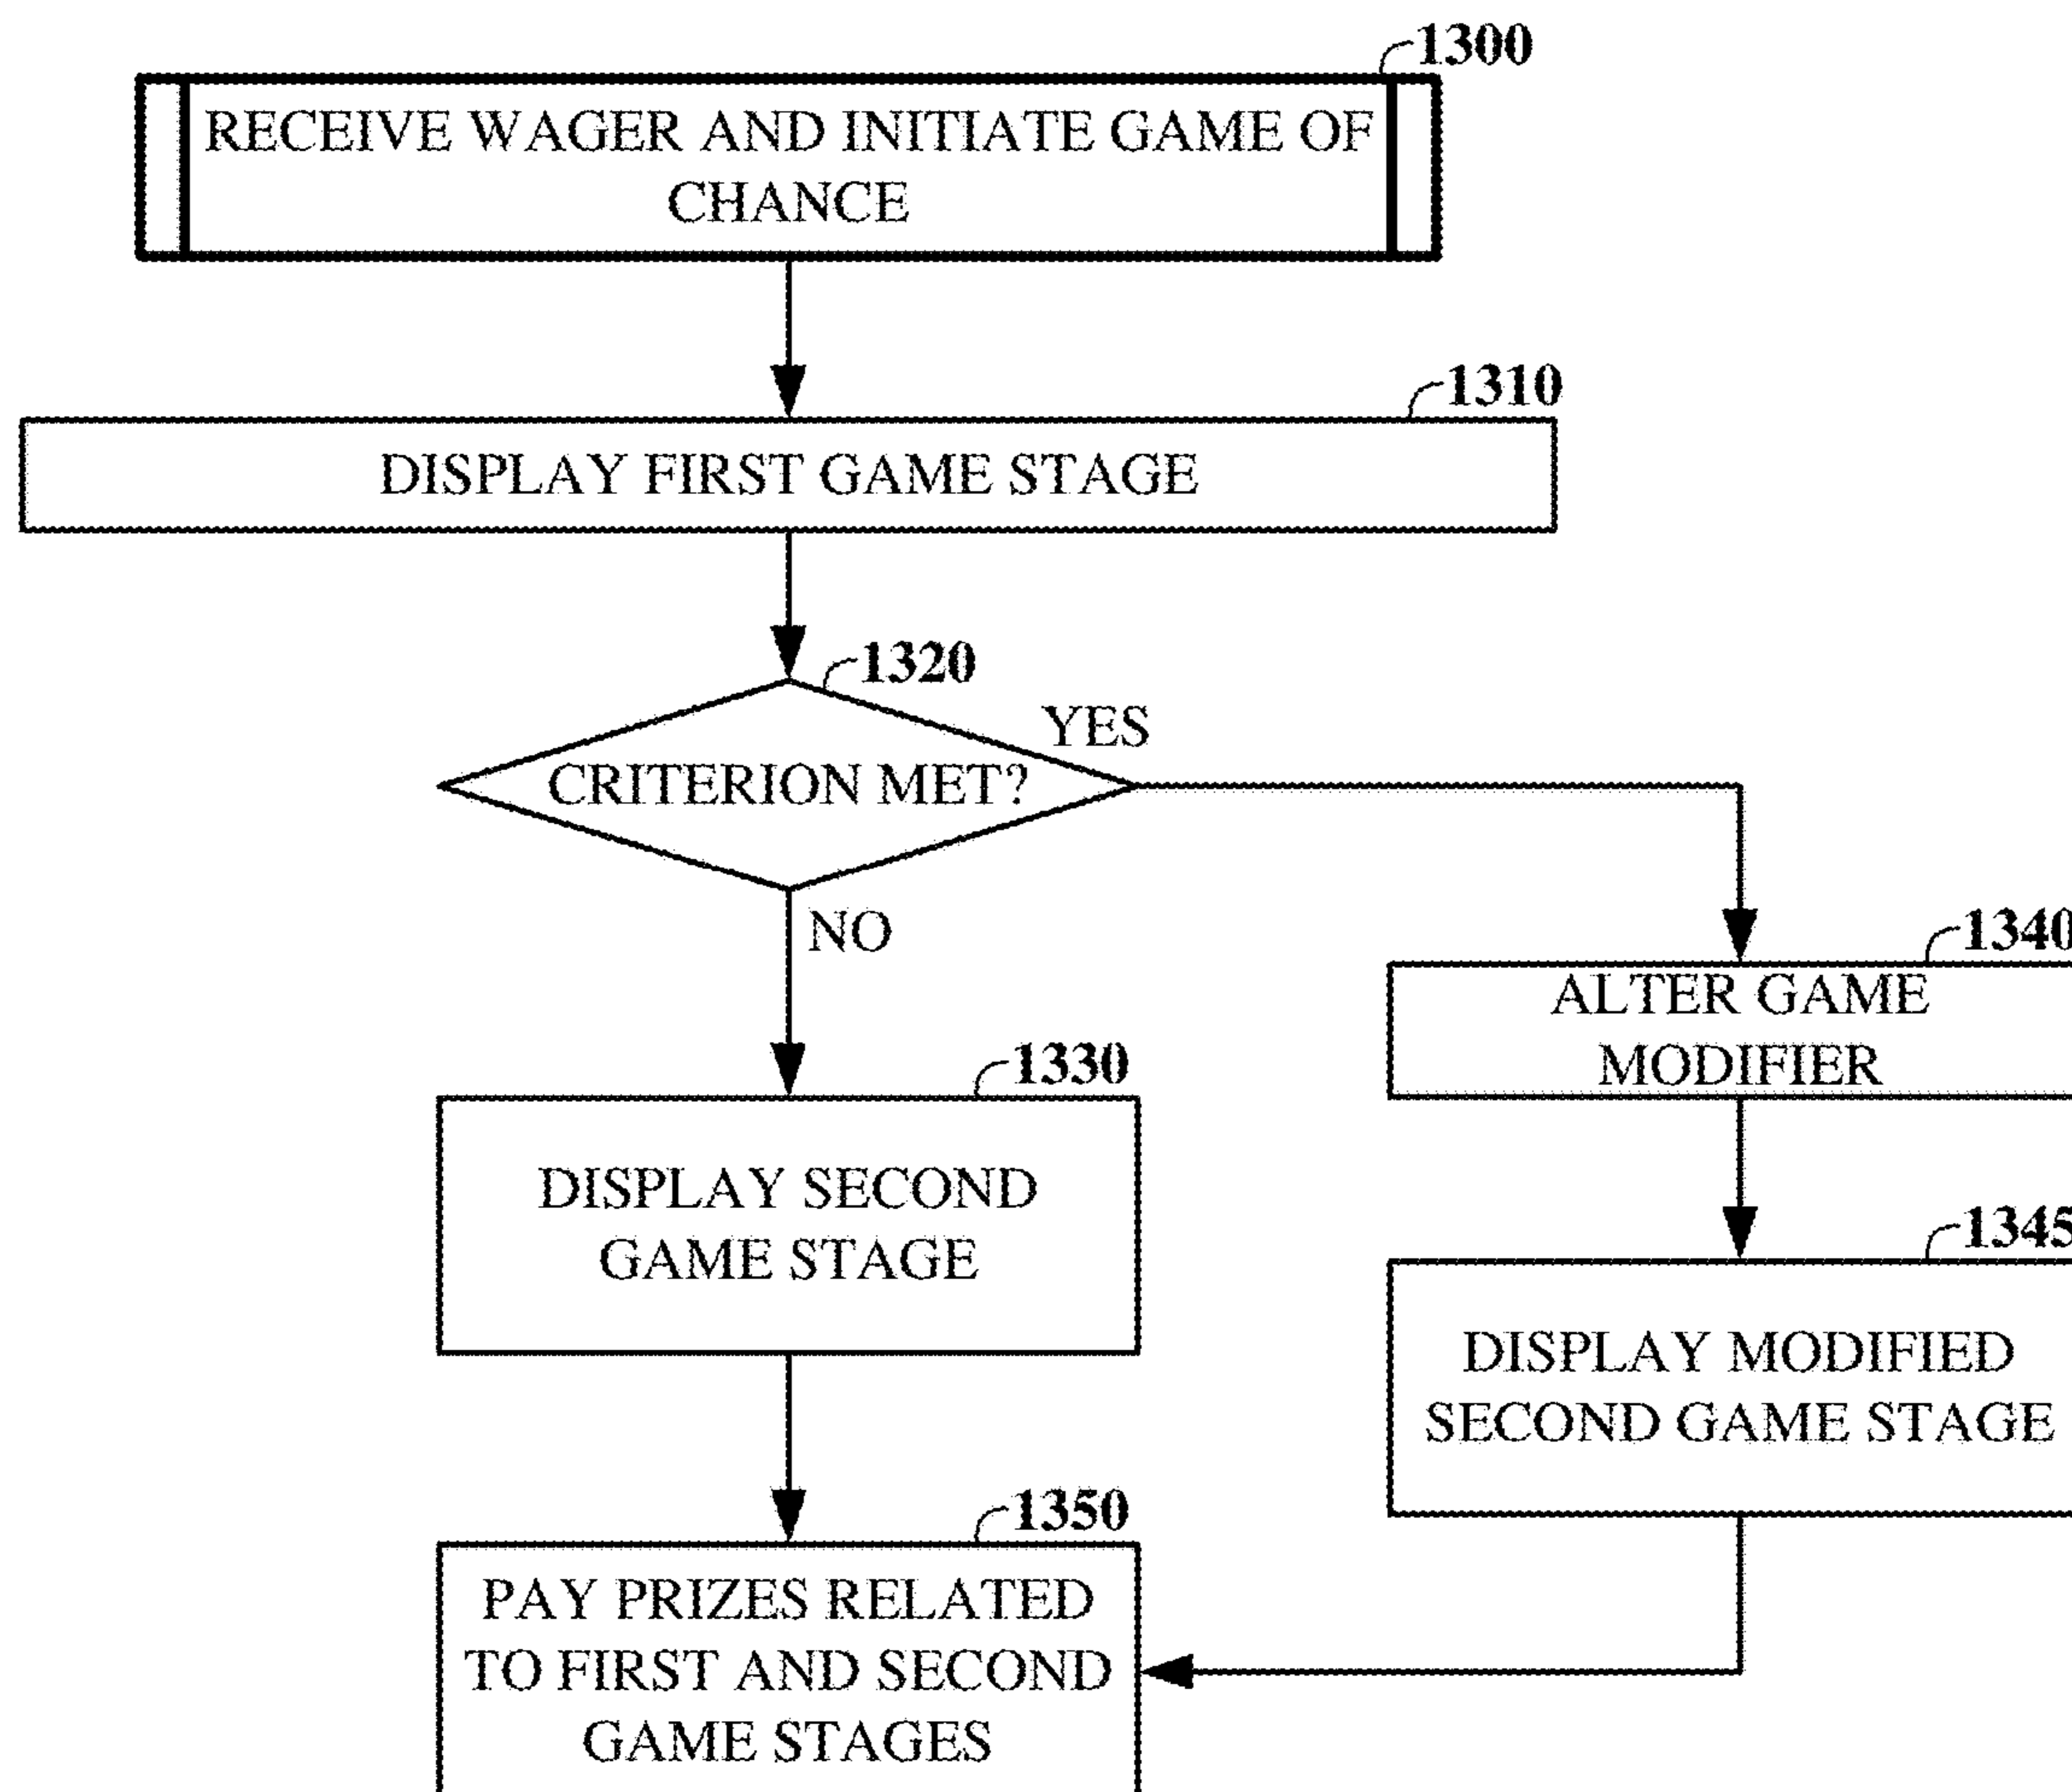 1300
RECEIVE WAGER AND INITIATE GAME OF
CHANCE
1310
DISPLAY FIRST GAME STAGE
1320
YES
CRITERION MET?
NO
1340
ALTER GAME
MODIFIER
1330
DISPLAY SECOND
GAME STAGE
1345
DISPLAY MODIFIED
SECOND GAME STAGE
1350
PAY PRIZES RELATED
TO FIRST AND SECOND
GAME STAGES